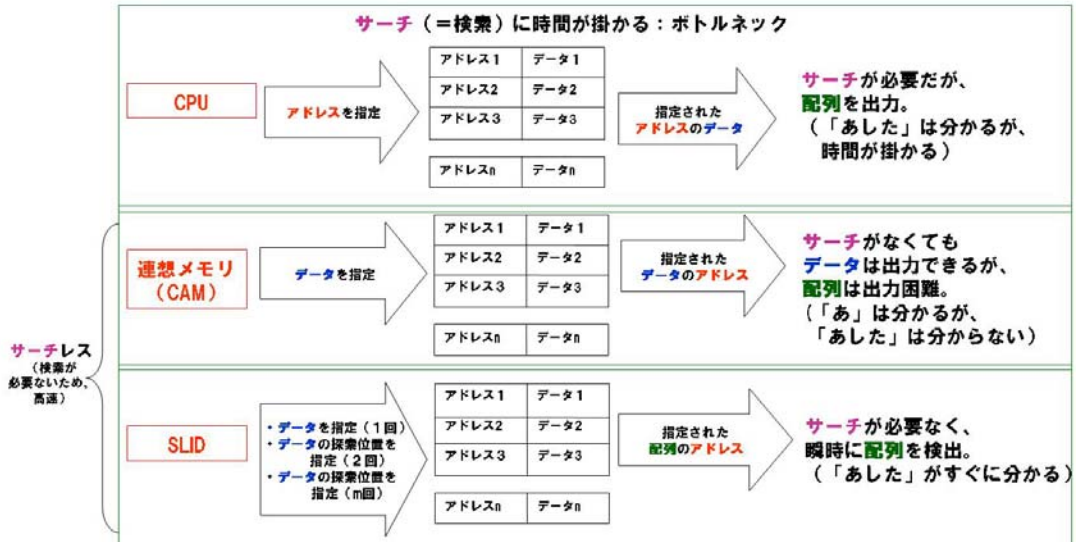 サーチ（＝検索）に時間が掛かる：ボトルネック
CPU
アドレスを指定
アドレス1 データ1
アドレス2 データ2
アドレス3 データ3
アドレスn データn
指定された
アドレスのデータ
サーチが必要だが、
配列を出力。
（「あした」は分かるが、
時間が掛かる）
サーチレス
（検索が
必要ないため、
高速）
連想メモリ
（CAM）
データを指定
アドレス1 データ1
アドレス2 データ2
アドレス3 データ3
アドレスn データn
指定された
データのアドレス
サーチがなくても
データは出力できるが、
配列は出力困難。
（「あ」は分かるが、
「あした」は分からない）
SLID
・データを指定（1回）
・データの探索位置を
指定（2回）
・データの探索位置を
指定（m回）
アドレス1 データ1
アドレス2 データ2
アドレス3 データ3
アドレスn データn
指定された
配列のアドレス
サーチが必要なく、
瞬時に配列を検出。
（「あした」がすぐに分かる）